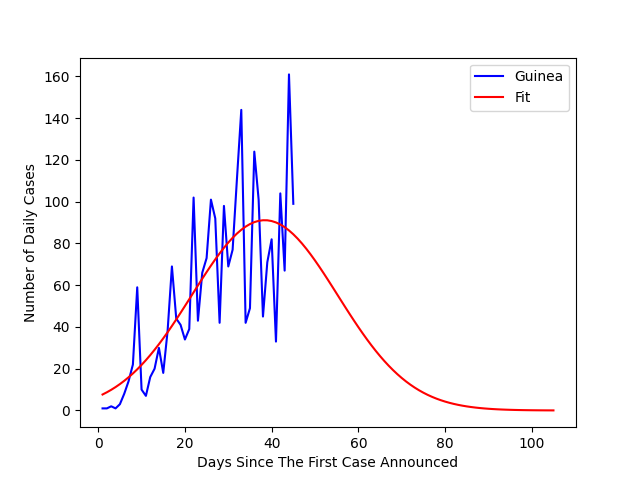 Guinea
Fit
Number of Daily Cases
160
140
120
100
80
60
40
20
0
0 20 40 60 80 100
Days Since The First Case Announced